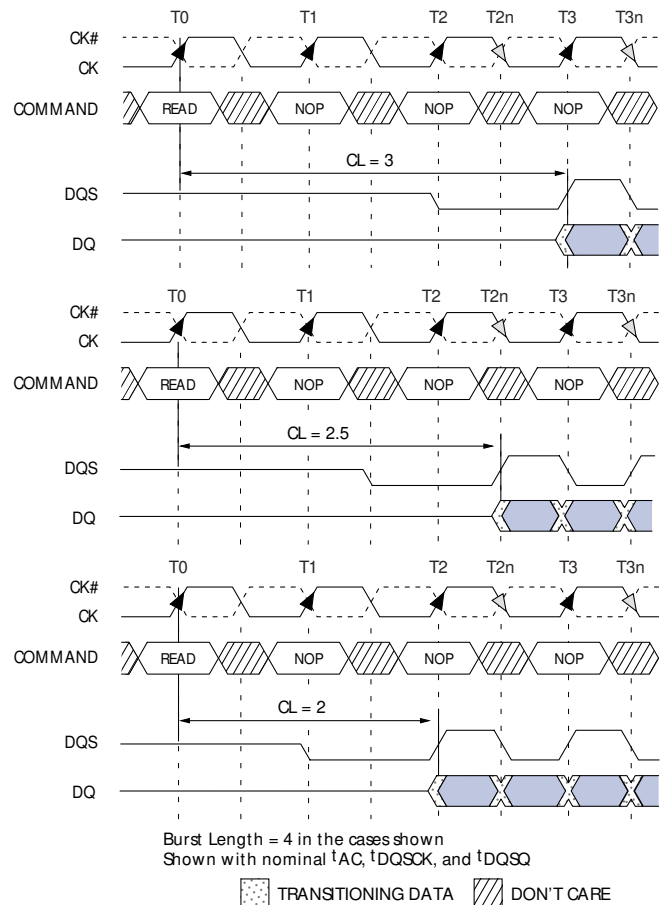 T0 T1 T2 T2n T3 T3n
CK#
CK
COMMAND READ NOP NOP NOP
CL = 3
DQS
DQ
T0 T1 T2 T2n T3 T3n
CK#
CK
COMMAND READ NOP NOP NOP
CL = 2.5
DQS
DQ
T0 T1 T2 T2n T3 T3n
CK#
CK
COMMAND READ NOP NOP NOP
CL = 2
DQS
DQ
Burst Length = 4 in the cases shown
Shown with nominal tAC, tDQSCK, and tDQSQ
TRANSITIONING DATA DON'T CARE